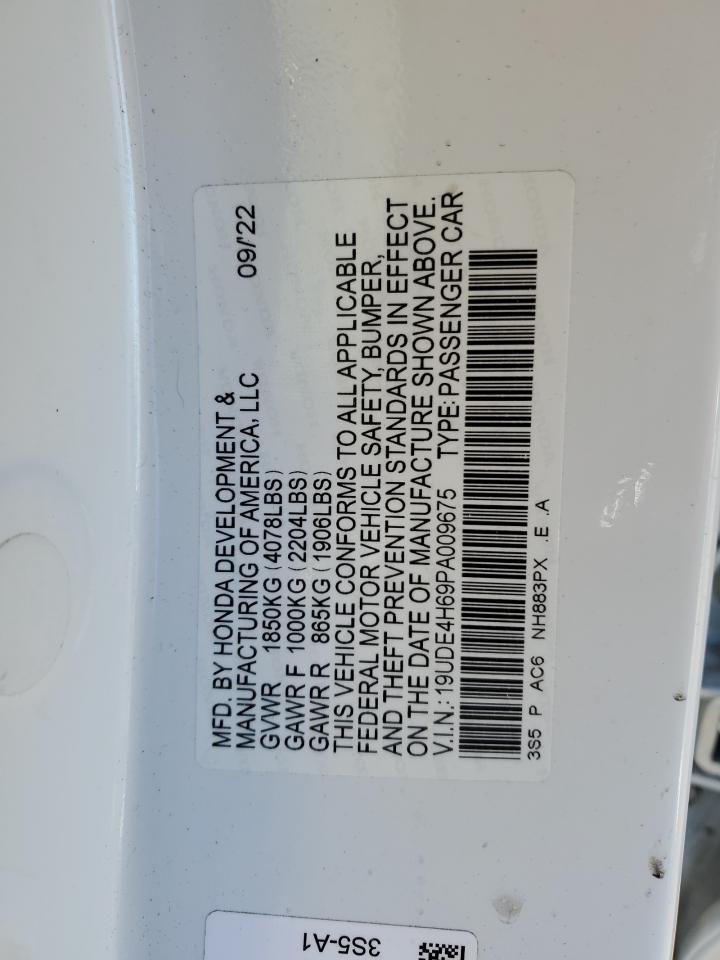 MFD. BY HONDA DEVELOPMENT & 09/'22
MANUFACTURING OF AMERICA, LLC
GVWR 1850KG (4078LBS)
GAWR F 1000KG (2204LBS)
GAWR R 865KG (1906LBS)
THIS VEHICLE CONFORMS TO ALL APPLICABLE
FEDERAL MOTOR VEHICLE SAFETY, BUMPER,
AND THEFT PREVENTION STANDARDS IN EFFECT
ON THE DATE OF MANUFACTURE SHOWN ABOVE.
V.I.N.: 19UDE4H69PA009675 TYPE: PASSENGER CAR
3S5 P AC6 NH883PX .E .A
3S5-A1